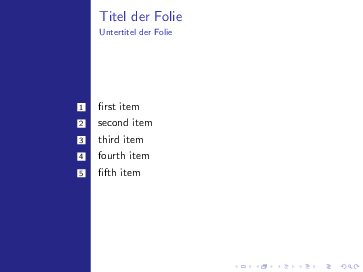 Titel der Folie
Untertitel der Folie
1 first item
2 second item
3 third item
4 fourth item
5 fifth item